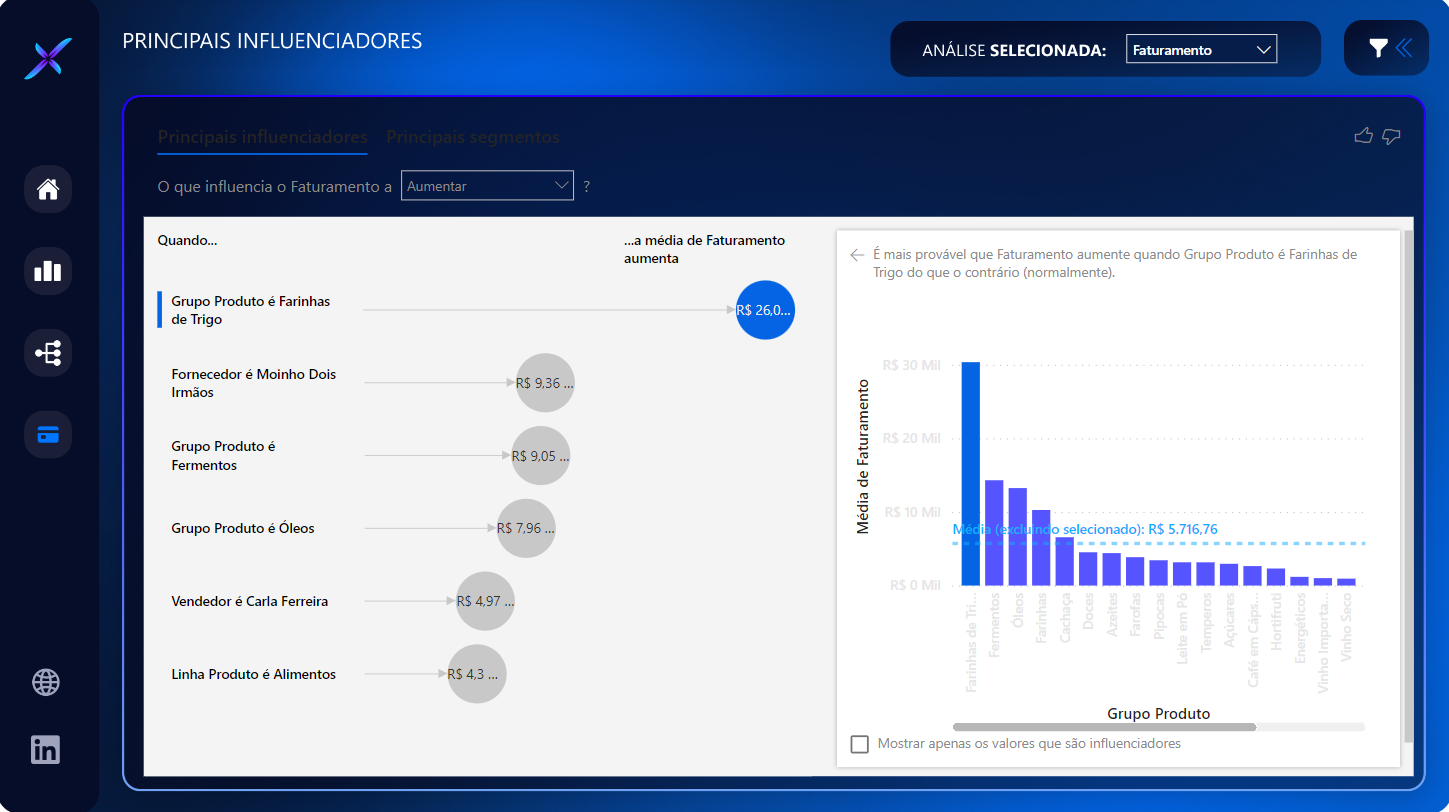 PRINCIPAIS INFLUENCIADORES
ANÁLISE SELECIONADA:
Faturamento
Principais influenciadores
Principais segmentos
O que influencia o Faturamento a
Aumentar
?
Quando...
...a média de Faturamento
aumenta
Grupo Produto é Farinhas
de Trigo
R$ 26,0...
Fornecedor é Moinho Dois
Irmãos
R$ 9,36 ...
Grupo Produto é
Fermentos
R$ 9,05 ...
Grupo Produto é Óleos
R$ 7,96 ...
Vendedor é Carla Ferreira
R$ 4,97 ...
Linha Produto é Alimentos
R$ 4,3 ...
É mais provável que Faturamento aumente quando Grupo Produto é Farinhas de
Trigo do que o contrário (normalmente).
Média de Faturamento
R$ 30 Mil
R$ 20 Mil
R$ 10 Mil
R$ 0 Mil
Média (excluindo selecionado): R$ 5.716,76
Farinhas de Tri...
Fermentos
Óleos
Farinhas
Cachaça
Doces
Azeites
Farofas
Pipocas
Leite em Pó
Temperos
Açúcares
Café em Cáps...
Hortifruti
Energéticos
Vinho Importa...
Vinho Seco
Grupo Produto
Mostrar apenas os valores que são influenciadores
in